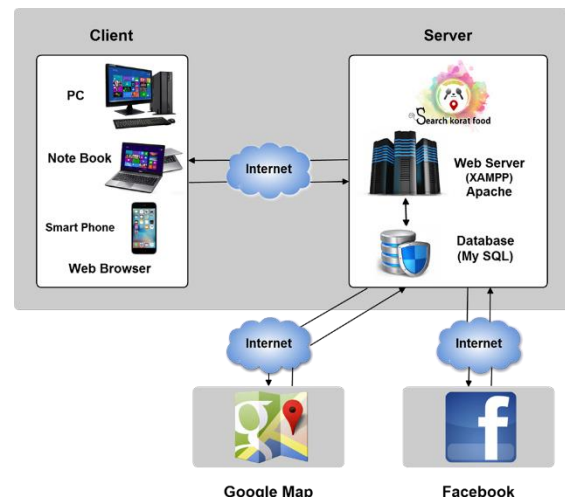 Client
Server
PC
Note Book
Smart Phone
Web Browser
Internet
Search korat food
Web Server
(XAMPP)
Apache
Database
(My SQL)
Internet
Internet
g
f
Google Map
Facebook